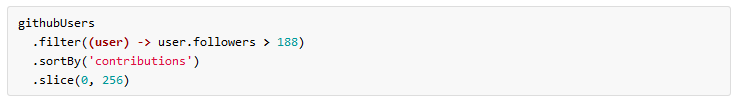 githubUsers
  .filter((user) -> user.followers > 188)
  .sortBy('contributions')
  .slice(0, 256)